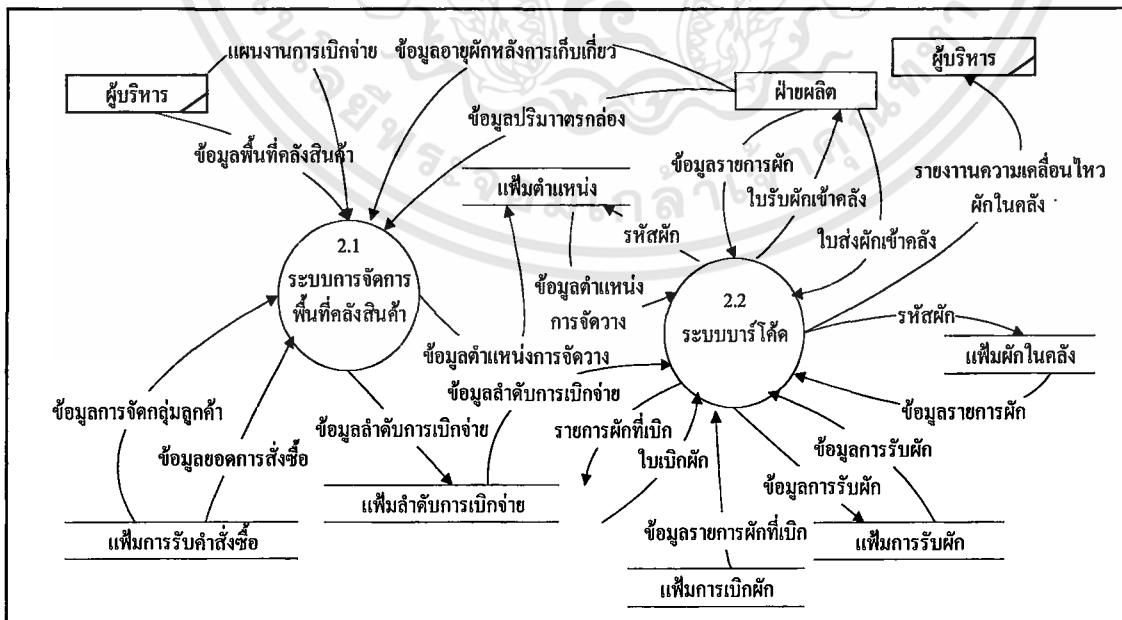 แผนงานการเบิกจ่าย
ข้อมูลอายุผักหลังการเก็บเกี่ยว
ผู้บริหาร
ผู้บริหาร
ฝ่ายผลิต
ข้อมูลปริมาาตรกล่อง
ข้อมูลพื้นที่คลังสินค้า
ข้อมูลรายการผัก
รายงาานความเคลื่อนไหว
ผักในคลัง
แฟ้มตำแหน่ง
ใบรับผักเข้าคลัง
รหัสผัก
ใบส่งผักเข้าคลัง
2.1
ระบบการจัดการ
พื้นที่คลังสินค้า
ข้อมูลตำแหน่ง
การจัดวาง
2.2
ระบบบาร์โค้ด
รหัสผัก
แฟ้มผักในคลัง
ข้อมูลตำแหน่งการจัดวาง
ข้อมูลลำดับการเบิกจ่าย
ข้อมูลการจัดกลุ่มลูกค้า
ข้อมูลลำดับการเบิกจ่าย
รายการผักที่เบิก
ข้อมูลรายการผัก
ใบเบิกผัก
ข้อมูลการรับผัก
ข้อมูลยอดการสั่งซื้อ
ข้อมูลการรับผัก
แฟ้มลำดับการเบิกจ่าย
ข้อมูลรายการผักที่เบิก
แฟ้มการรับคำสั่งซื้อ
แฟ้มการรับผัก
แฟ้มการเบิกผัก